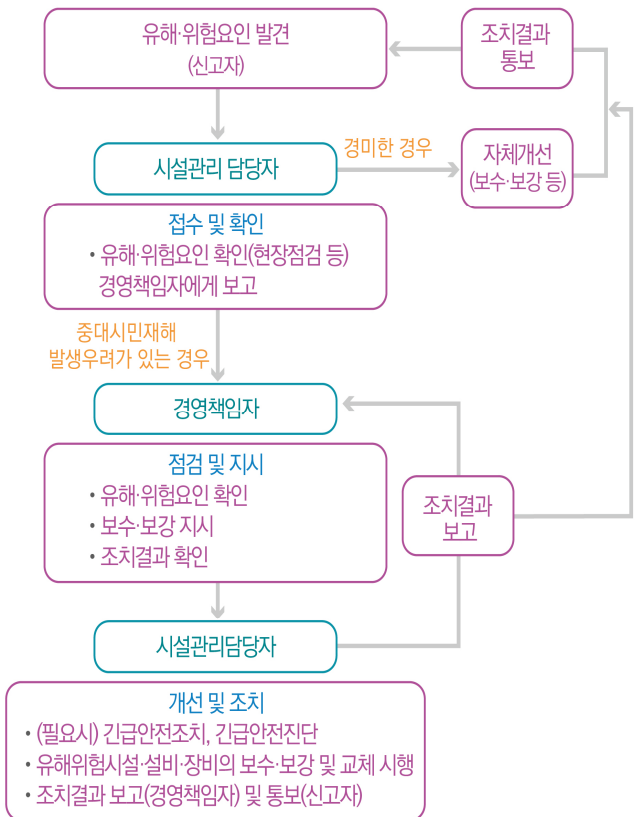 유해·위험요인 발견
(신고자)
조치결과
통보
시설관리 담당자
경미한 경우
자체개선
(보수·보강 등)
접수 및 확인
• 유해·위험요인 확인(현장점검 등)
경영책임자에게 보고
중대시민재해
발생우려가 있는 경우
경영책임자
점검 및 지시
• 유해·위험요인 확인
• 보수·보강 지시
• 조치결과 확인
조치결과
보고
시설관리담당자
개선 및 조치
• (필요시) 긴급안전조치, 긴급안전진단
• 유해위험시설·설비·장비의 보수·보강 및 교체 시행
• 조치결과 보고(경영책임자) 및 통보(신고자)